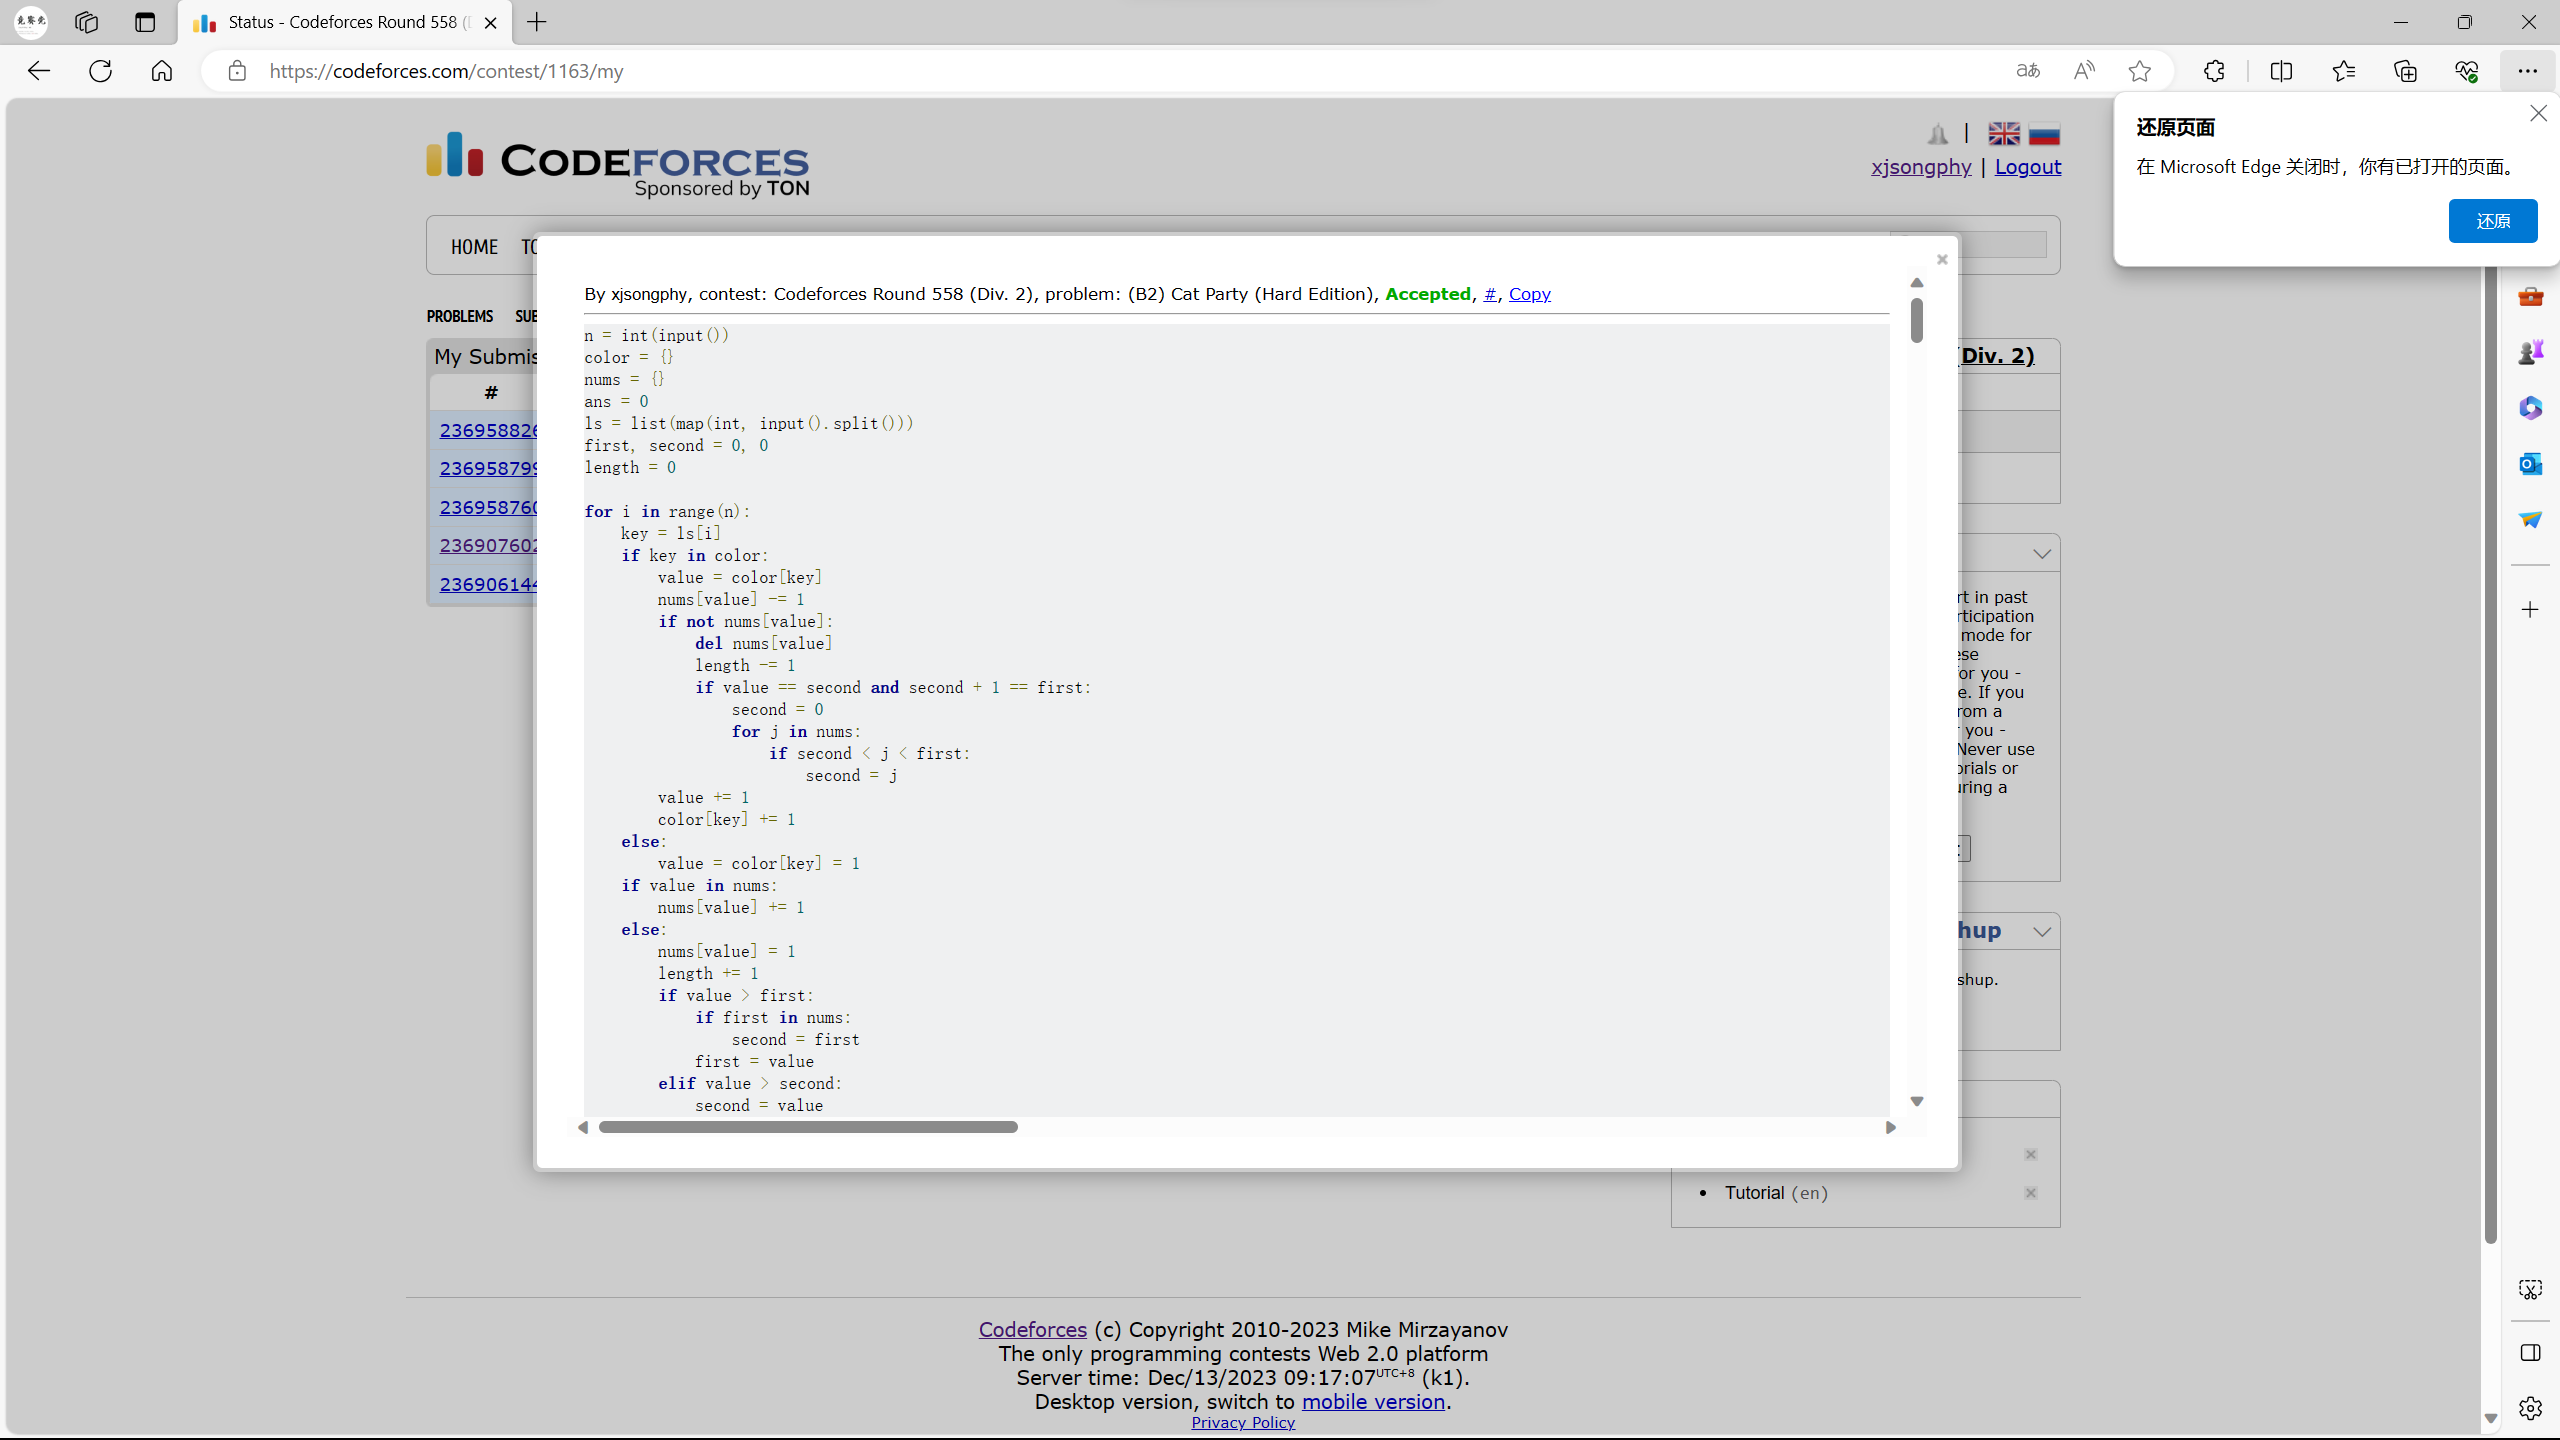 Status - Codeforces Round 558 (
https://codeforces.com/contest/1163/my
还原页面
在 Microsoft Edge 关闭时，你有已打开的页面。
还原
CODEFORCES
Sponsored by TON
xjsongphy | Logout
HOME
PROBLEMS
By xjsongphy, contest: Codeforces Round 558 (Div. 2), problem: (B2) Cat Party (Hard Edition), Accepted, #, Copy
n = int(input())
color = {}
nums = {}
ans = 0
ls = list(map(int, input().split()))
first, second = 0, 0
length = 0
for i in range(n):
    key = ls[i]
    if key in color:
        value = color[key]
        nums[value] -= 1
        if not nums[value]:
            del nums[value]
            length -= 1
            if value == second and second + 1 == first:
                second = 0
                for j in nums:
                    if second < j < first:
                        second = j
        value += 1
        color[key] += 1
    else:
        value = color[key] = 1
    if value in nums:
        nums[value] += 1
    else:
        nums[value] = 1
        length += 1
        if value > first:
            if first in nums:
                second = first
            first = value
        elif value > second:
            second = value
My Submis
#
23695882
23695879
23695876
23690760
23690614
(Div. 2)
rt in past
rticipation
mode for
ese
or you -
e. If you
rom a
you -
Never use
orials or
uring a
hup
shup.
Tutorial (en)
Codeforces (c) Copyright 2010-2023 Mike Mirzayanov
The only programming contests Web 2.0 platform
Server time: Dec/13/2023 09:17:07UTC+8 (k1).
Desktop version, switch to mobile version.
Privacy Policy